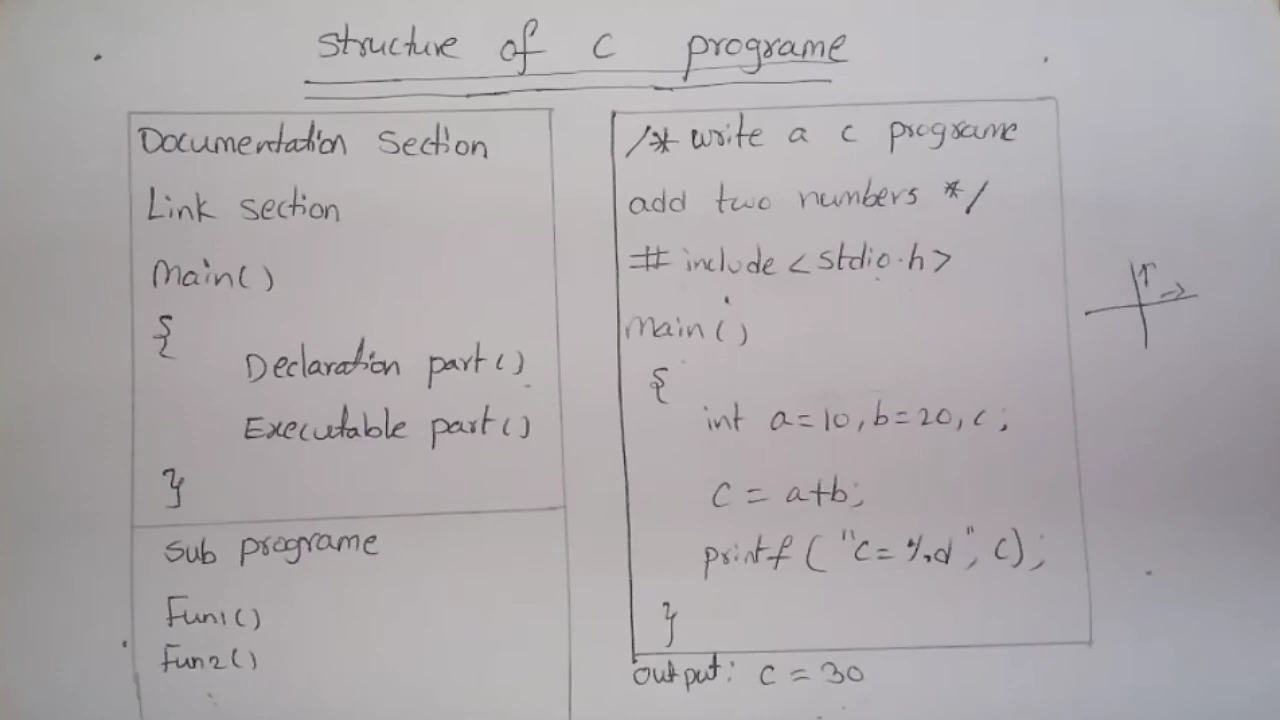 structure of c programe
Documentation Section
Link section
main()
{
Declaration part()
Executable part()
}
Sub programe
Fun1()
Fun2()
/* write a c programe
add two numbers */
# include <stdio.h>
main()
{
int a=10, b=20, c;
c = a+b;
printf ("c= %d", c);
}
output: c = 30